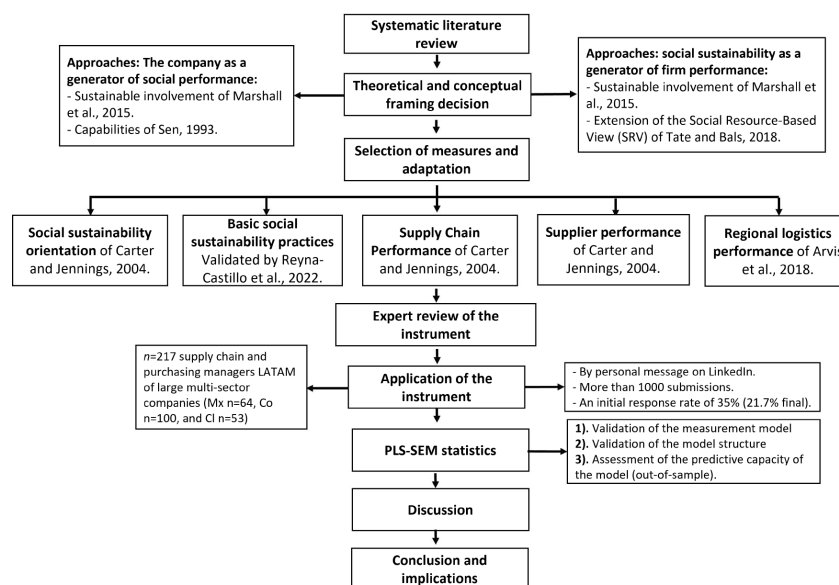 Systematic literature
review
Approaches: The company as a
generator of social performance:
- Sustainable involvement of Marshall
et al., 2015.
- Capabilities of Sen, 1993.
Theoretical and conceptual
framing decision
Approaches: social sustainability as a
generator of firm performance:
- Sustainable involvement of Marshall et
al., 2015.
- Extension of the Social Resource-Based
View (SRV) of Tate and Bals, 2018.
Selection of measures and
adaptation
Social sustainability
orientation of Carter
and Jennings, 2004.
Basic social
sustainability practices
Validated by Reyna-
Castillo et al., 2022.
Supply Chain
Performance of Carter
and Jennings, 2004.
Supplier performance
of Carter and
Jennings, 2004.
Regional logistics
performance of Arvis
et al., 2018.
Expert review of the
instrument
n=217 supply chain and
purchasing managers LATAM
of large multi-sector
companies (Mx n=64, Co
n=100, and Cl n=53)
Application of the
instrument
- By personal message on LinkedIn.
- More than 1000 submissions.
- An initial response rate of 35% (21.7% final).
PLS-SEM statistics
1). Validation of the measurement model
2). Validation of the model structure
3). Assessment of the predictive capacity of
the model (out-of-sample).
Discussion
Conclusion and
implications